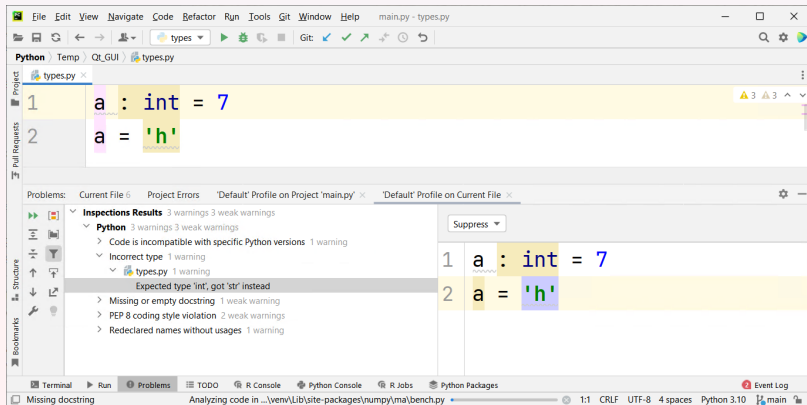 File Edit View Navigate Code Refactor Run Tools Git Window Help main.py - types.py
types Git:
Python Temp Qt_GUI types.py
Project
Pull Requests
Structure
Bookmarks
types.py
3 3
1 a : int = 7
2 a = 'h'
Problems: Current File 6 Project Errors 'Default' Profile on Project 'main.py' 'Default' Profile on Current File
Inspections Results 3 warnings 3 weak warnings
Python 3 warnings 3 weak warnings
Code is incompatible with specific Python versions 1 warning
Incorrect type 1 warning
types.py 1 warning
Expected type 'int', got 'str' instead
Missing or empty docstring 1 weak warning
PEP 8 coding style violation 2 weak warnings
Redeclared names without usages 1 warning
Suppress
1 a : int = 7
2 a = 'h'
Terminal Run Problems TODO R Console Python Console R Jobs Python Packages 2 Event Log
Missing docstring Analyzing code in ...\venv\Lib\site-packages\numpy\ma\bench.py 1:1 CRLF UTF-8 4 spaces Python 3.10 main